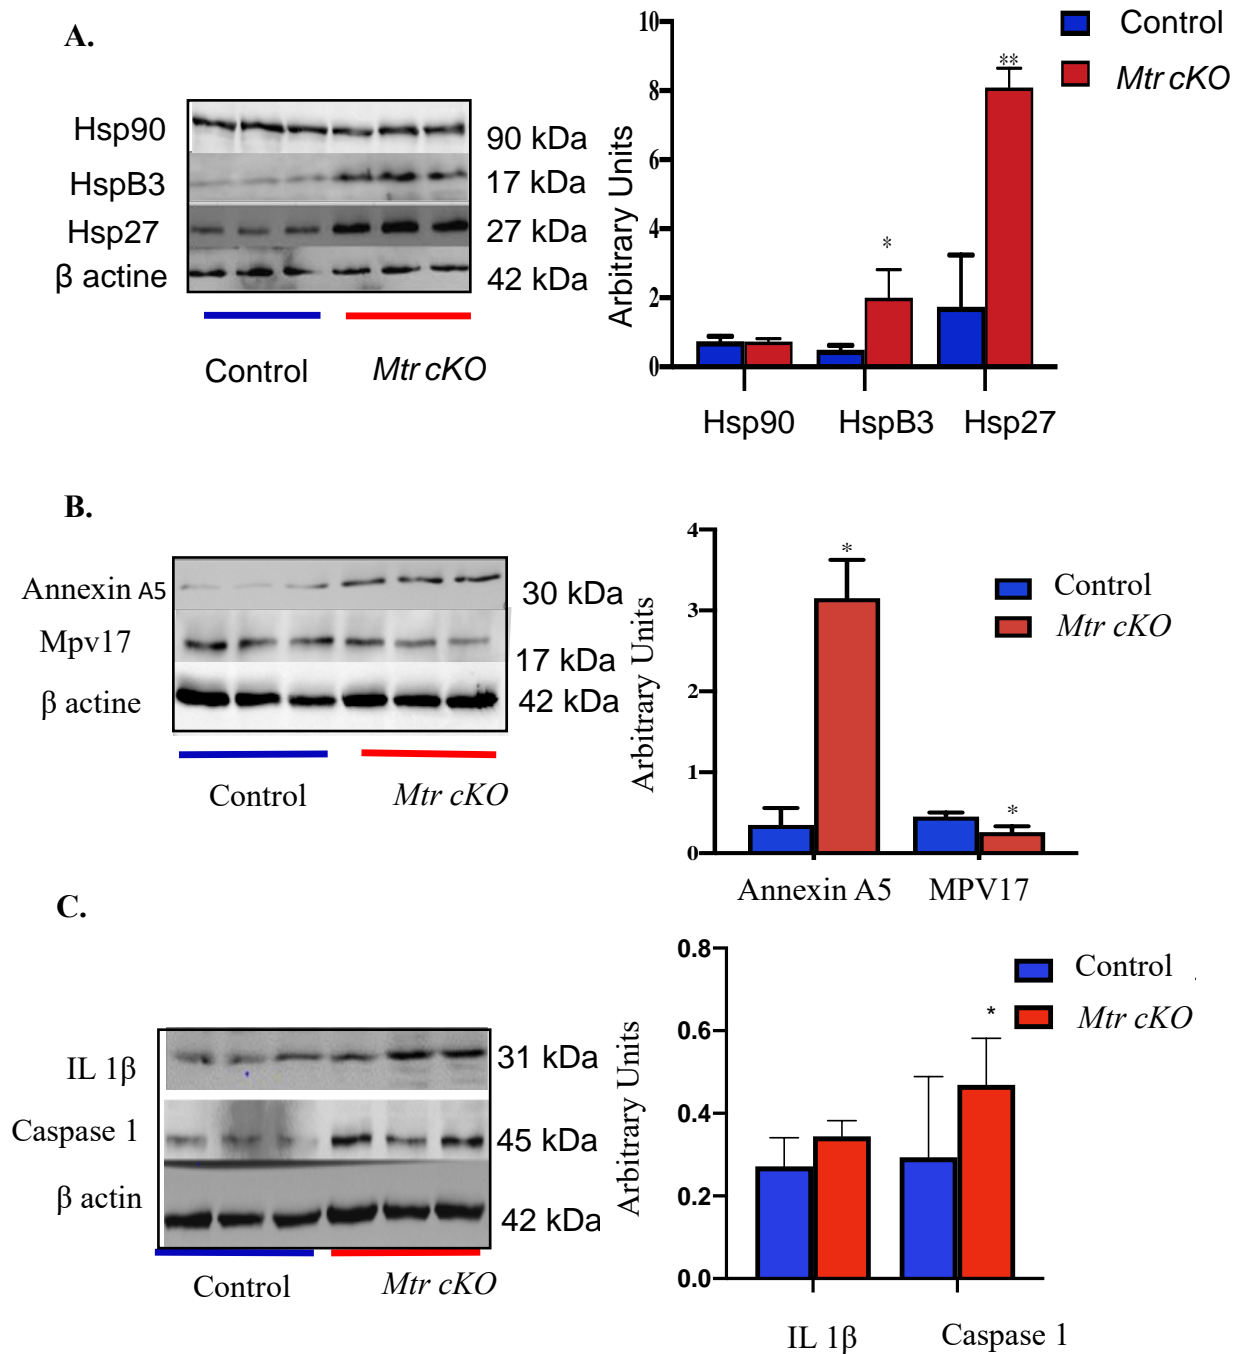 A.
Hsp90
HspB3
Hsp27
β actine
90 kDa
17 kDa
27 kDa
42 kDa
Control
Mtr cKO
Arbitrary Units
10
8
6
4
2
0
*
**
Hsp90
HspB3
Hsp27
Control
Mtr cKO
B.
Annexin A5
Mpv17
β actine
30 kDa
17 kDa
42 kDa
Control
Mtr cKO
Arbitrary Units
4
3
2
1
0
*
*
Annexin A5
MPV17
Control
Mtr cKO
C.
IL 1β
Caspase 1
β actin
31 kDa
45 kDa
42 kDa
Control
Mtr cKO
Arbitrary Units
0.8
0.6
0.4
0.2
0.0
*
IL 1β
Caspase 1
Control
Mtr cKO